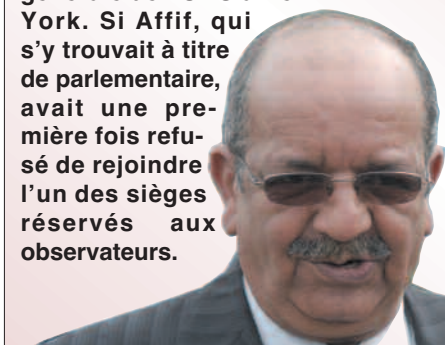 York. Si Affif, qui
s’y trouvait à titre
de parlementaire,
avait une pre-
mière fois refu-
sé de rejoindre
l’un des sièges
réservés aux
observateurs.